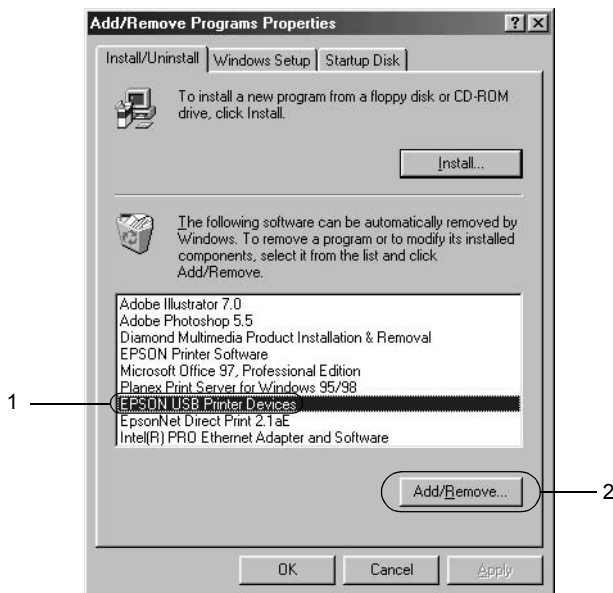 Add/Remove Programs Properties
Install/Uninstall
Windows Setup
Startup Disk
To install a new program from a floppy disk or CD-ROM
drive, click Install.
Install...
The following software can be automatically removed by
Windows. To remove a program or to modify its installed
components, select it from the list and click
Add/Remove.
Adobe Illustrator 7.0
Adobe Photoshop 5.5
Diamond Multimedia Product Installation & Removal
EPSON Printer Software
Microsoft Office 97, Professional Edition
Planex Print Server for Windows 95/98
1
EPSON USB Printer Devices
EpsonNet Direct Print 2.1aE
Intel(R) PRO Ethernet Adapter and Software
Add/Remove...
2
OK
Cancel
Apply